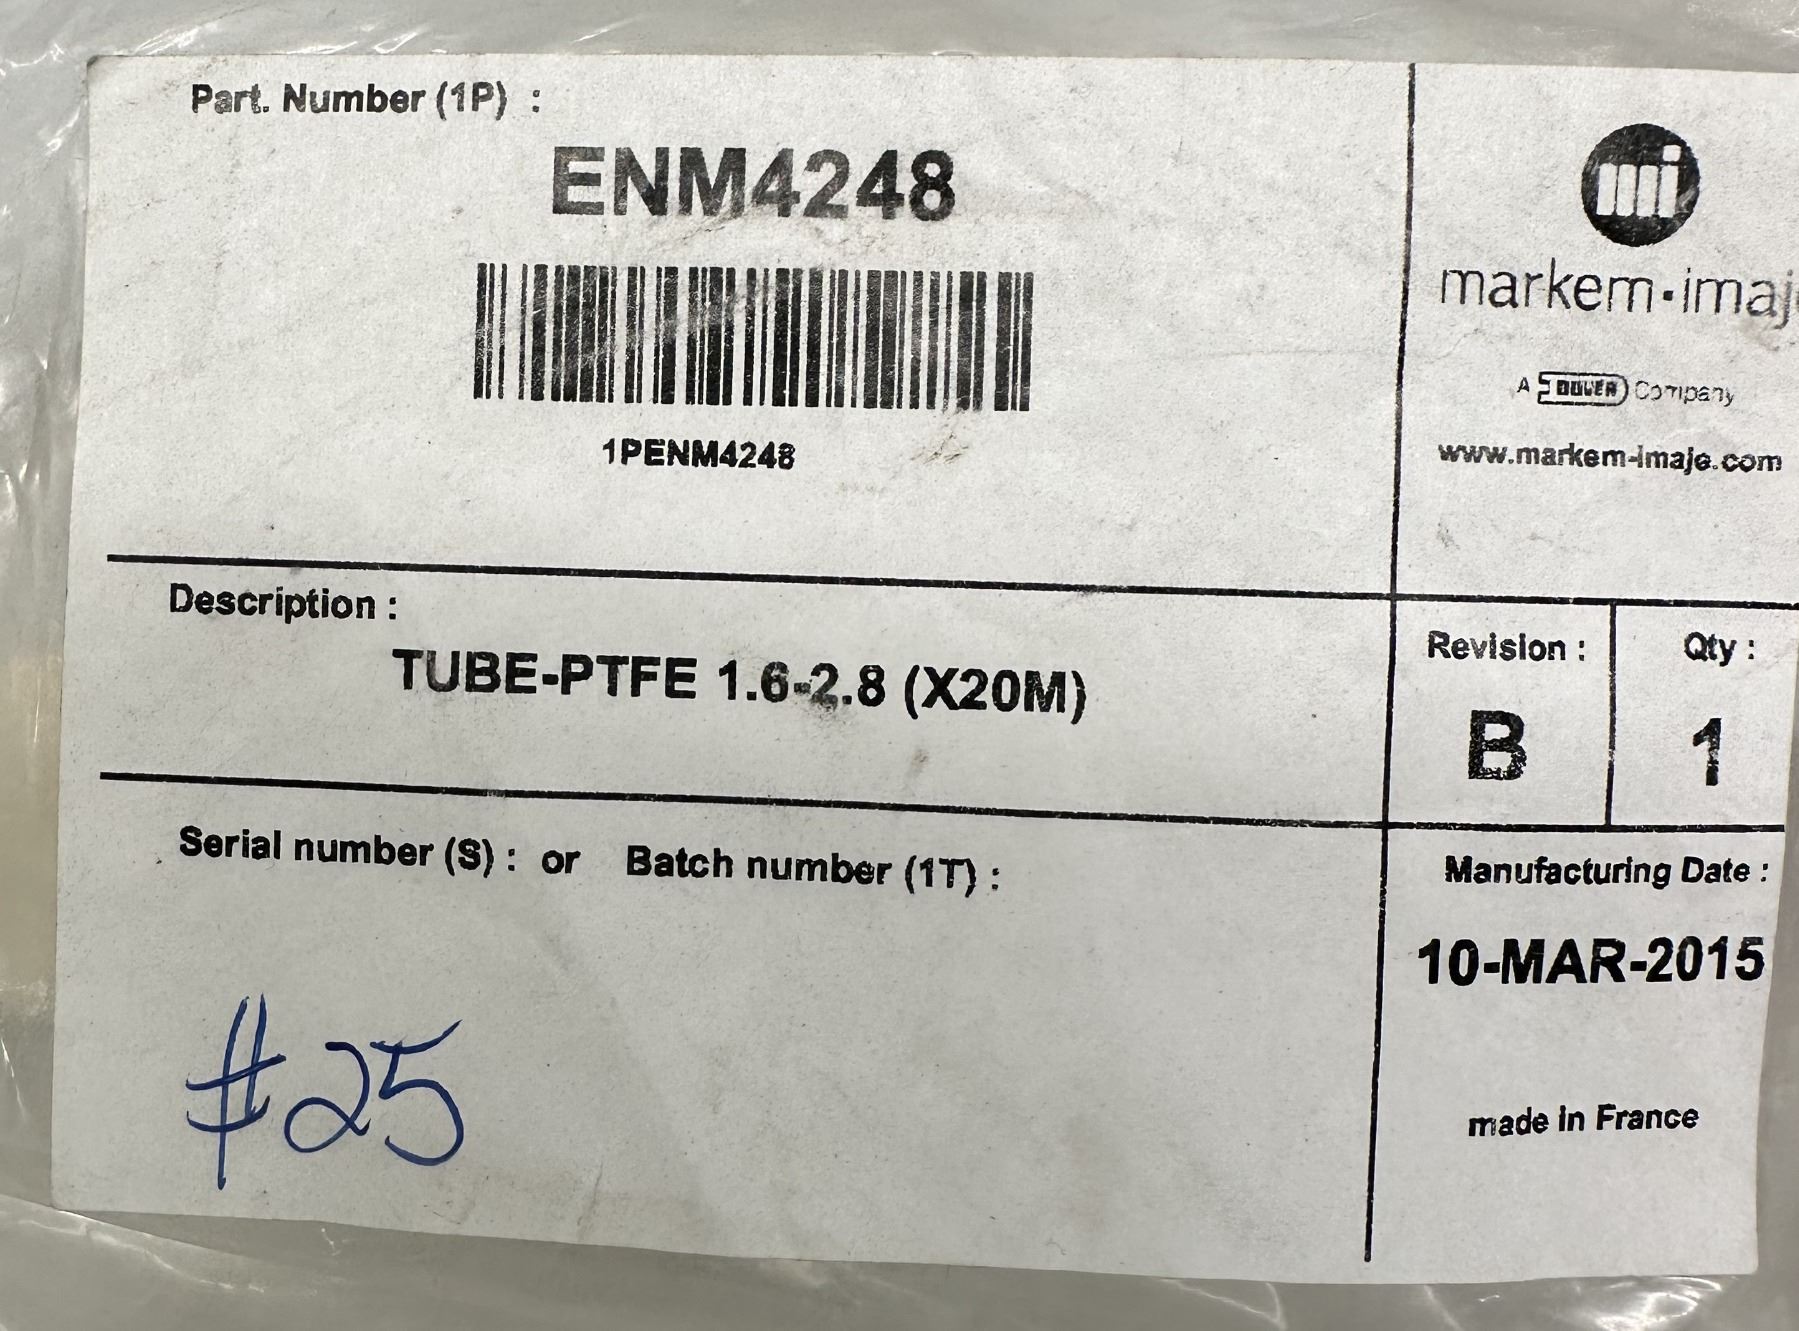 Part. Number (1P) :
ENM4248
1PENM4248
mi
markem·imaje
A DOVER Company
www.markem-imaje.com
Description :
TUBE-PTFE 1.6-2.8 (X20M)
Revision :
B
Qty :
1
Serial number (S) : or Batch number (1T) :
#25
Manufacturing Date :
10-MAR-2015
made in France